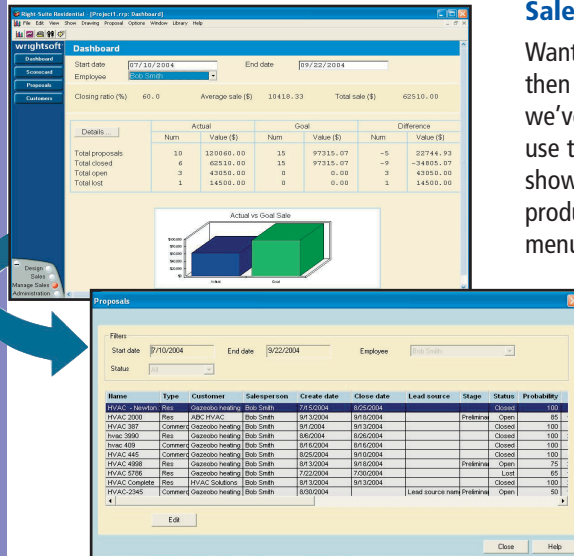 Right-Suite Residential - [Project1.rrp: Dashboard]
File Edit View Show Drawing Proposal Options Window Library Help
wrightsoft
Dashboard
Scorecard
Proposals
Customers
Dashboard
Start date 07/10/2004 End date 09/22/2004
Employee Bob Smith
Closing ratio (%) 60.0 Average sale ($) 10418.33 Total sale ($) 62510.00
Details...
Actual Goal Difference
Num Value ($) Num Value ($) Num Value ($)
Total proposals 10 120060.00 15 97315.07 -5 22744.93
Total closed 6 62510.00 15 97315.07 -9 -34805.07
Total open 3 43050.00 0 0.00 3 43050.00
Total lost 1 14500.00 0 0.00 1 14500.00
Actual vs Goal Sale
Goal
Design
Sales
Manage Sales
Administration
Sale
Want
then
we've
use t
show
produ
menu
Proposals
Filters
Start date 7/10/2004 End date 9/22/2004 Employee Bob Smith
Status All
Name Type Customer Salesperson Create date Close date Lead source Stage Status Probability
HVAC - Newton Res Gazeobo heating Bob Smith 7/15/2004 8/25/2004 Closed 100
HVAC 2000 Res ABC HVAC Bob Smith 9/13/2004 9/18/2004 Prelimina Open 85
HVAC 387 Commerc Gazeobo heating Bob Smith 9/1/2004 9/13/2004 Closed 100
hvac 3990 Res Gazeobo heating Bob Smith 8/6/2004 8/26/2004 Closed 100
hvac 409 Commerc Gazeobo heating Bob Smith 8/16/2004 8/16/2004 Closed 100
HVAC 445 Commerc Gazeobo heating Bob Smith 8/25/2004 9/10/2004 Closed 100
HVAC 4998 Res Gazeobo heating Bob Smith 8/13/2004 9/18/2004 Prelimina Open 75
HVAC 5786 Res Gazeobo heating Bob Smith 7/22/2004 7/30/2004 Lost 65
HVAC Complete Res HVAC Solutions Bob Smith 8/13/2004 9/13/2004 Closed 100
HVAC-2345 Commerc Gazeobo heating Bob Smith 8/30/2004 Lead source name Prelimina Open 50
Edit
Close Help